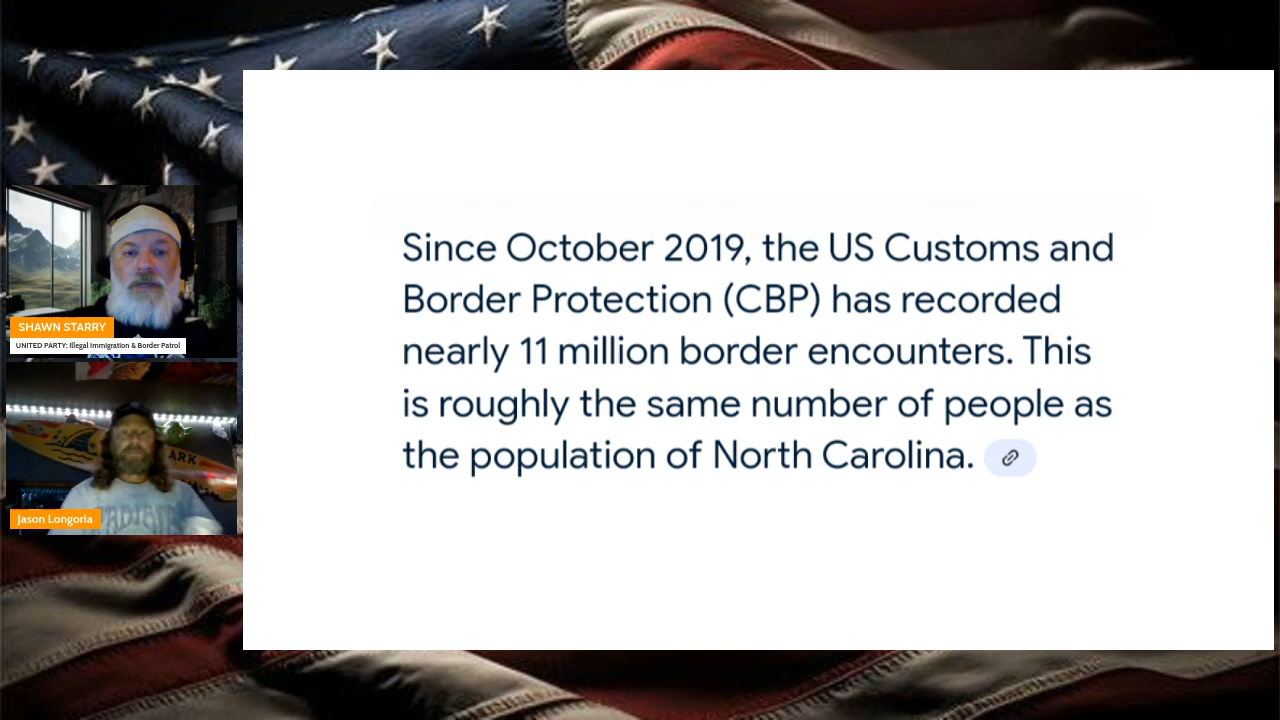 Since October 2019, the US Customs and
Border Protection (CBP) has recorded
nearly 11 million border encounters. This
is roughly the same number of people as
the population of North Carolina.
SHAWN STARRY
UNITED PARTY: Illegal Immigration & Border Patrol
ARK
Jason Longoria